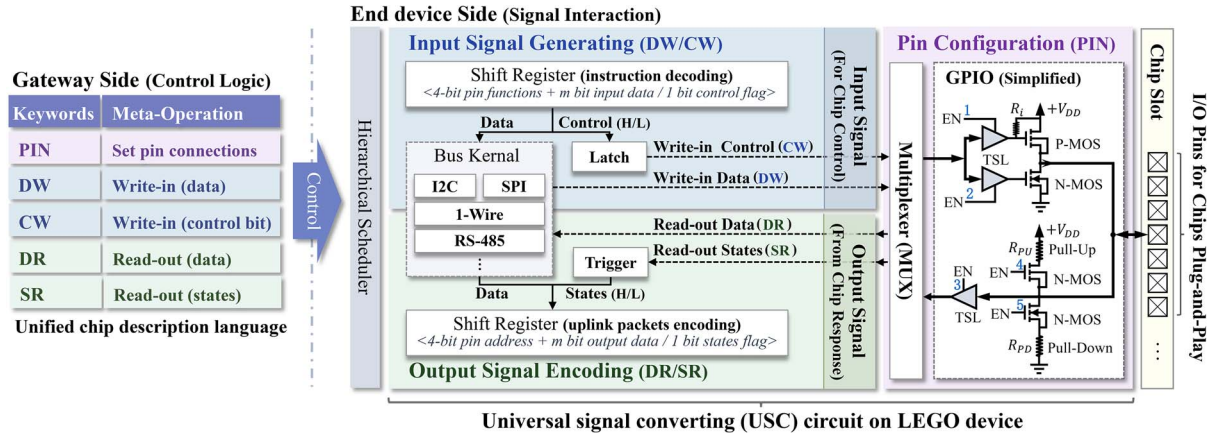 End device Side (Signal Interaction)
Gateway Side (Control Logic)
Keywords Meta-Operation
PIN Set pin connections
DW Write-in (data)
CW Write-in (control bit)
DR Read-out (data)
SR Read-out (states)
Unified chip description language
Control
Hierarchical Scheduler
Input Signal Generating (DW/CW)
Shift Register (instruction decoding)
<4-bit pin functions + m bit input data / 1 bit control flag>
Data Control (H/L)
Bus Kernal
I2C SPI
1-Wire
RS-485
⋮
Latch
Write-in Control (CW)
Write-in Data (DW)
Read-out Data (DR)
Read-out States (SR)
Trigger
Data States (H/L)
Shift Register (uplink packets encoding)
<4-bit pin address + m bit output data / 1 bit states flag>
Output Signal Encoding (DR/SR)
Input Signal
(For Chip Control)
Output Signal
(From Chip Response)
Pin Configuration (PIN)
Multiplexer (MUX)
GPIO (Simplified)
EN 1
Ri
+VDD
P-MOS
TSL
N-MOS
EN 2
+VDD
RPU Pull-Up
EN 4
N-MOS
EN
3
TSL
EN 5
N-MOS
RPD Pull-Down
Chip Slot
...
I/O Pins for Chips Plug-and-Play
Universal signal converting (USC) circuit on LEGO device